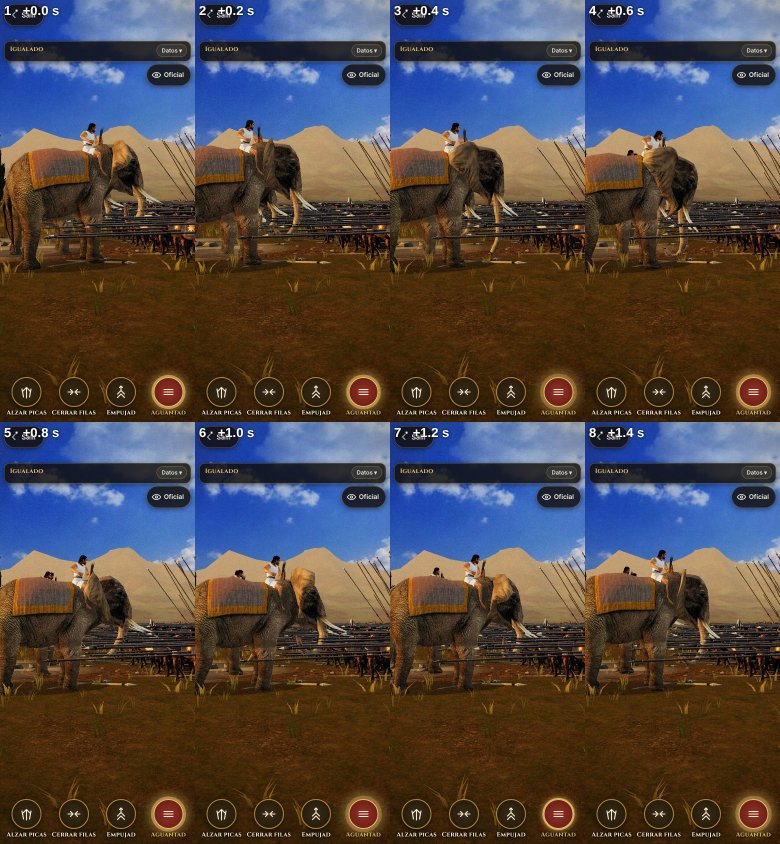 1 · +0.0 s
2 · +0.2 s
3 · +0.4 s
4 · +0.6 s
IGUALADO
Datos ▾
IGUALADO
Datos ▾
IGUALADO
Datos ▾
IGUALADO
Datos ▾
Oficial
Oficial
Oficial
Oficial
ALZAR PICAS
CERRAR FILAS
EMPUJAD
AGUANTAD
ALZAR PICAS
CERRAR FILAS
EMPUJAD
AGUANTAD
ALZAR PICAS
CERRAR FILAS
EMPUJAD
AGUANTAD
ALZAR PICAS
CERRAR FILAS
EMPUJAD
AGUANTAD
5 · +0.8 s
6 · +1.0 s
7 · +1.2 s
8 · +1.4 s
IGUALADO
Datos ▾
IGUALADO
Datos ▾
IGUALADO
Datos ▾
IGUALADO
Datos ▾
Oficial
Oficial
Oficial
Oficial
ALZAR PICAS
CERRAR FILAS
EMPUJAD
AGUANTAD
ALZAR PICAS
CERRAR FILAS
EMPUJAD
AGUANTAD
ALZAR PICAS
CERRAR FILAS
EMPUJAD
AGUANTAD
ALZAR PICAS
CERRAR FILAS
EMPUJAD
AGUANTAD